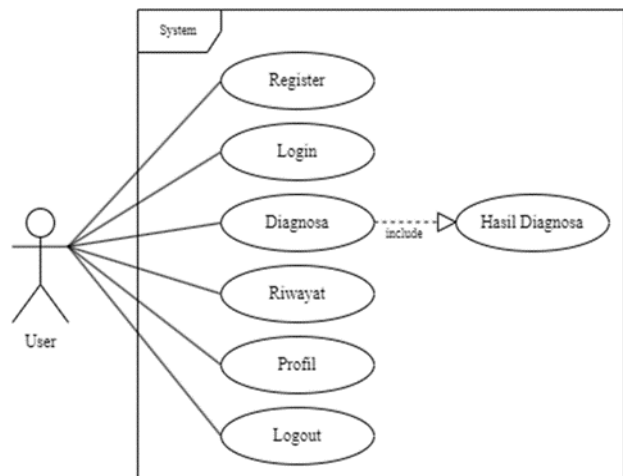 System
Register
Login
Diagnosa
include
Hasil Diagnosa
Riwayat
User
Profil
Logout